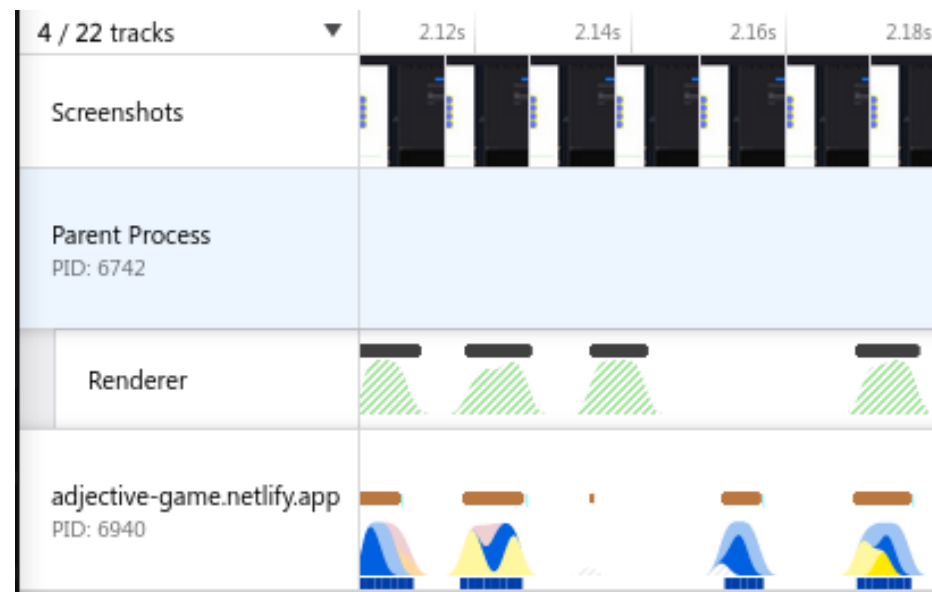 4 / 22 tracks
2.12s
2.14s
2.16s
2.18s
Screenshots
Parent Process
PID: 6742
Renderer
adjective-game.netlify.app
PID: 6940